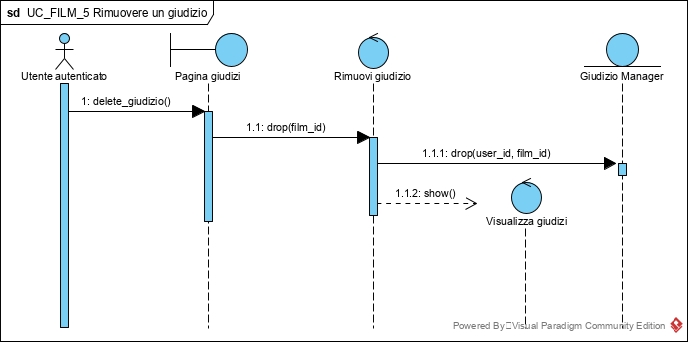 sd UC_FILM_5 Rimuovere un giudizio
Utente autenticato
Pagina giudizi
Rimuovi giudizio
Giudizio Manager
1: delete_giudizio()
1.1: drop(film_id)
1.1.1: drop(user_id, film_id)
1.1.2: show()
Visualizza giudizi
Powered By Visual Paradigm Community Edition